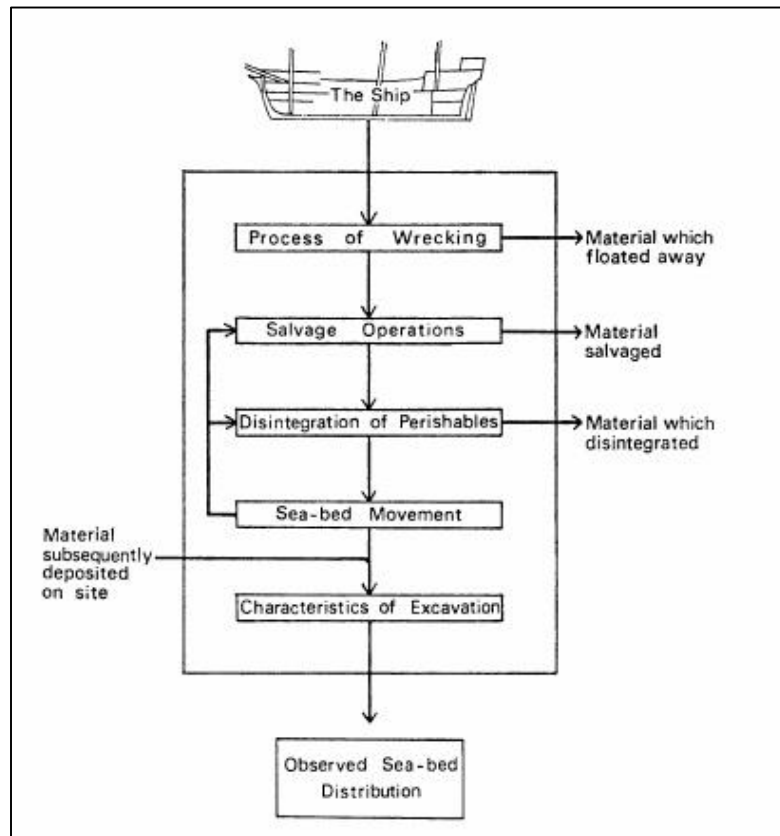 The Ship
Process of Wrecking
Material which
floated away
Salvage Operations
Material
salvaged
Disintegration of Perishables
Material which
disintegrated
Sea-bed Movement
Material
subsequently
deposited
on site
Characteristics of Excavation
Observed Sea-bed
Distribution